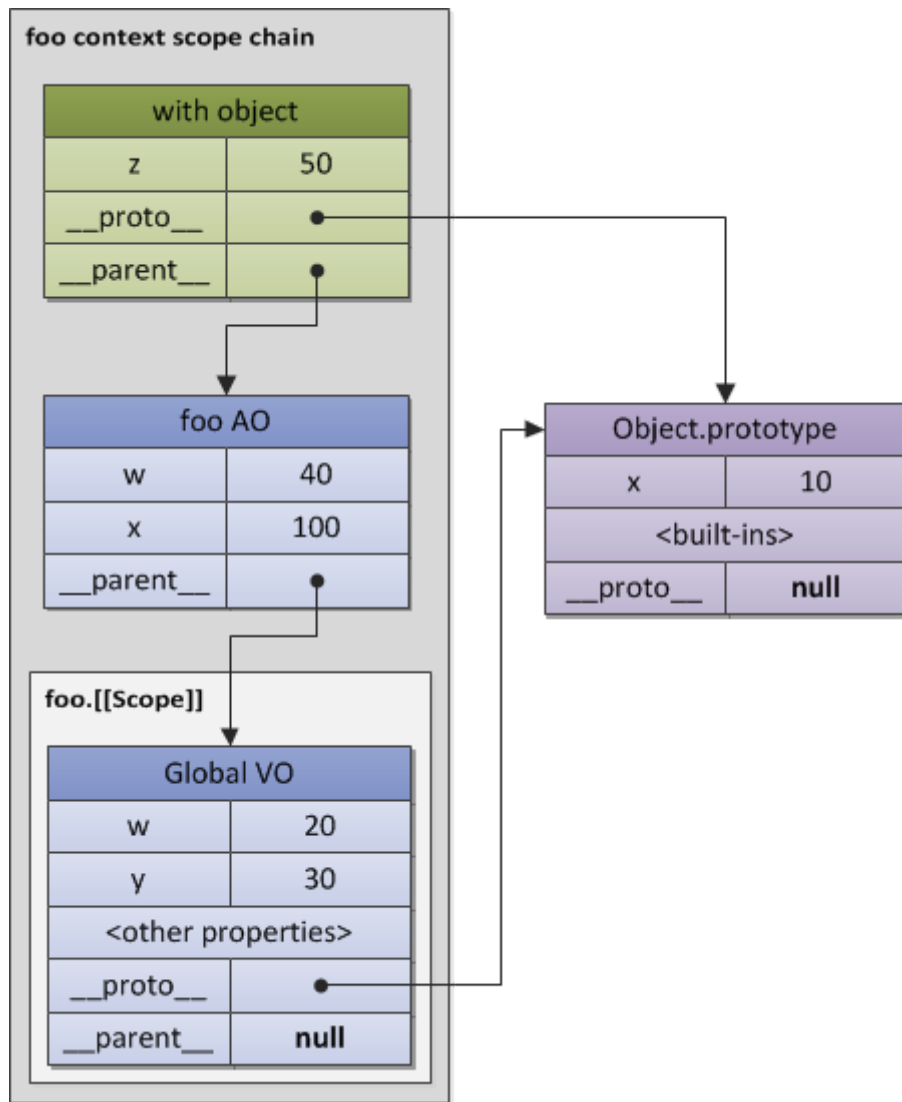 foo context scope chain
with object
z 50
__proto__
__parent__
foo AO
w 40
x 100
__parent__
Object.prototype
x 10
<built-ins>
__proto__ null
foo.[[Scope]]
Global VO
w 20
y 30
<other properties>
__proto__
__parent__ null